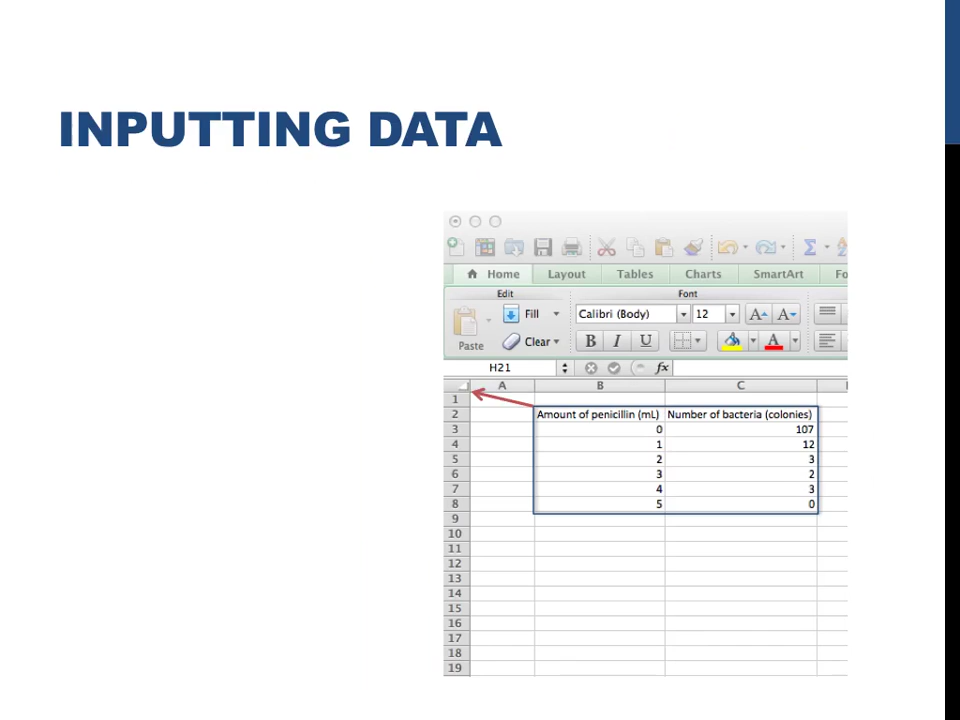 INPUTTING DATA
Home Layout Tables Charts SmartArt Fo
Edit Font
Fill Calibri (Body) 12 A A
Paste Clear B I U A
H21 fx
A B C
1
2 Amount of penicillin (mL) Number of bacteria (colonies)
3 0 107
4 1 12
5 2 3
6 3 2
7 4 3
8 5 0
9
10
11
12
13
14
15
16
17
18
19